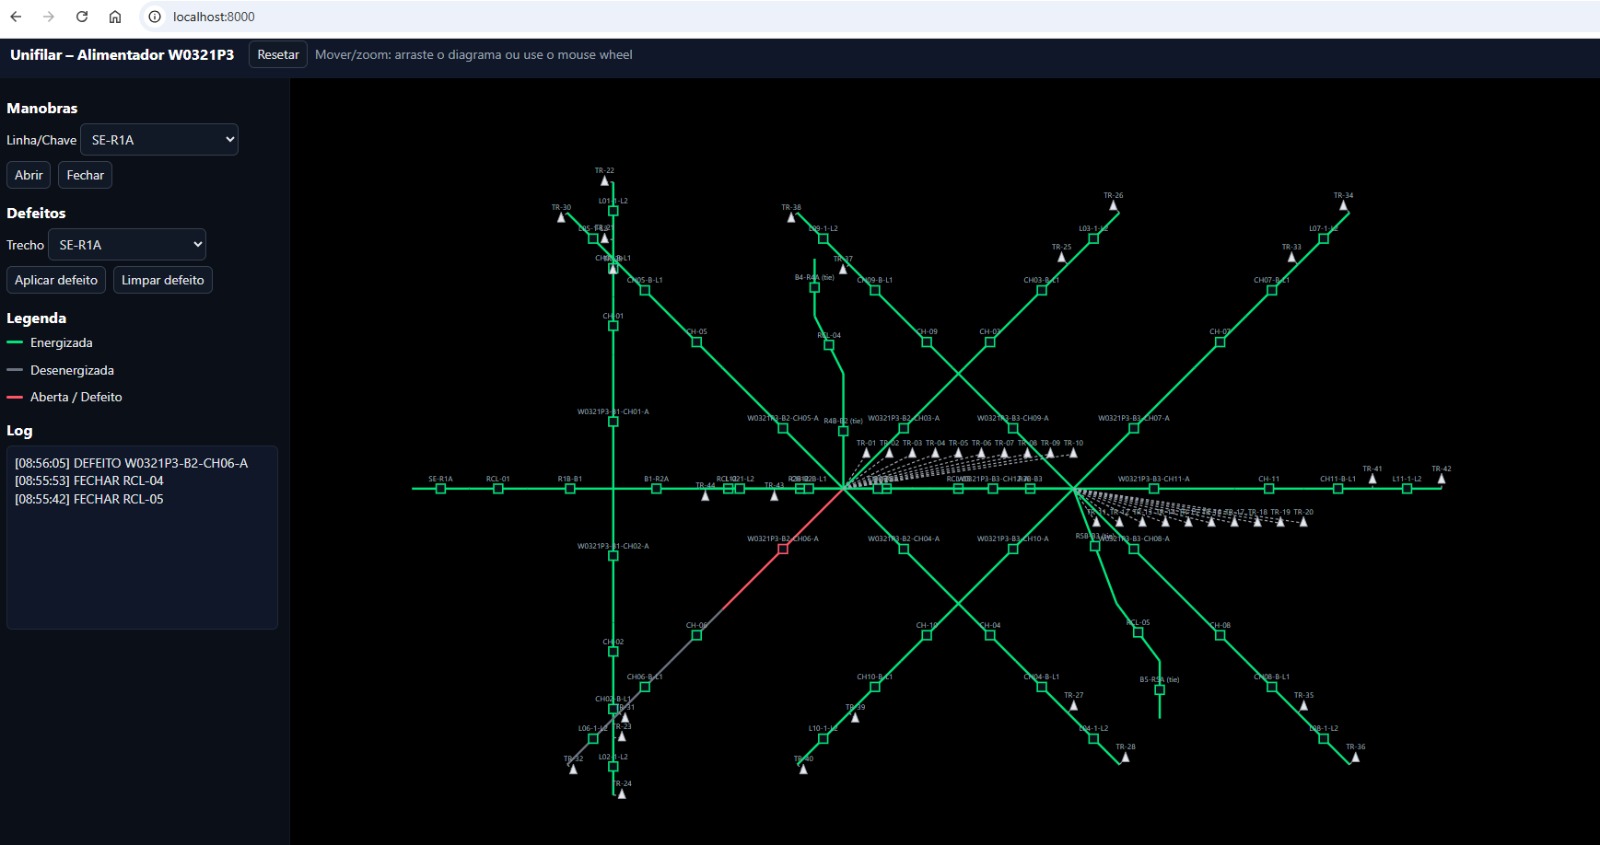 localhost:8000
Unifilar – Alimentador W0321P3 Resetar Mover/zoom: arraste o diagrama ou use o mouse wheel
Manobras
Linha/Chave SE-R1A
Abrir Fechar
Defeitos
Trecho SE-R1A
Aplicar defeito Limpar defeito
Legenda
Energizada
Desenergizada
Aberta / Defeito
Log
[08:56:05] DEFEITO W0321P3-B2-CH06-A
[08:55:53] FECHAR RCL-04
[08:55:42] FECHAR RCL-05
TR-22
TR-26
TR-34
L01-1-L2
TR-30
TR-38
L09-1-L2
L03-1-L2
L07-1-L2
TR-25
TR-33
TR-37
B4-R4A (tie)
CH05-B-L1
CH09-B-L1
CH03-B-L1
CH07-B-L1
CH-01
CH-05
RCL-04
CH-09
CH-03
CH-07
W0321P3-B1-CH01-A
W0321P3-B2-CH05-A
R4B-B2 (tie)
W0321P3-B2-CH03-A
W0321P3-B3-CH09-A
W0321P3-B3-CH07-A
TR-01 TR-02 TR-03 TR-04 TR-05 TR-06 TR-07 TR-08 TR-09 TR-10
SE-R1A
RCL-01
R1B-B1
B1-R2A
TR-44
TR-43
W0321P3-B3-CH11-A
CH-11
CH11-B-L1
TR-41
L11-1-L2
TR-42
TR-17 TR-18 TR-19 TR-20
W0321P3-B1-CH02-A
W0321P3-B2-CH06-A
W0321P3-B2-CH04-A
W0321P3-B3-CH10-A
W0321P3-B3-CH08-A
CH-02
CH-06
CH-10
CH-04
RCL-05
CH-08
CH06-B-L1
CH10-B-L1
CH04-B-L1
B5-R5A (tie)
CH08-B-L1
CH02-B-L1
TR-31
TR-39
TR-27
TR-35
TR-23
L06-1-L2
L10-1-L2
L04-1-L2
L08-1-L2
TR-32
L02-1-L2
TR-40
TR-28
TR-36
TR-24